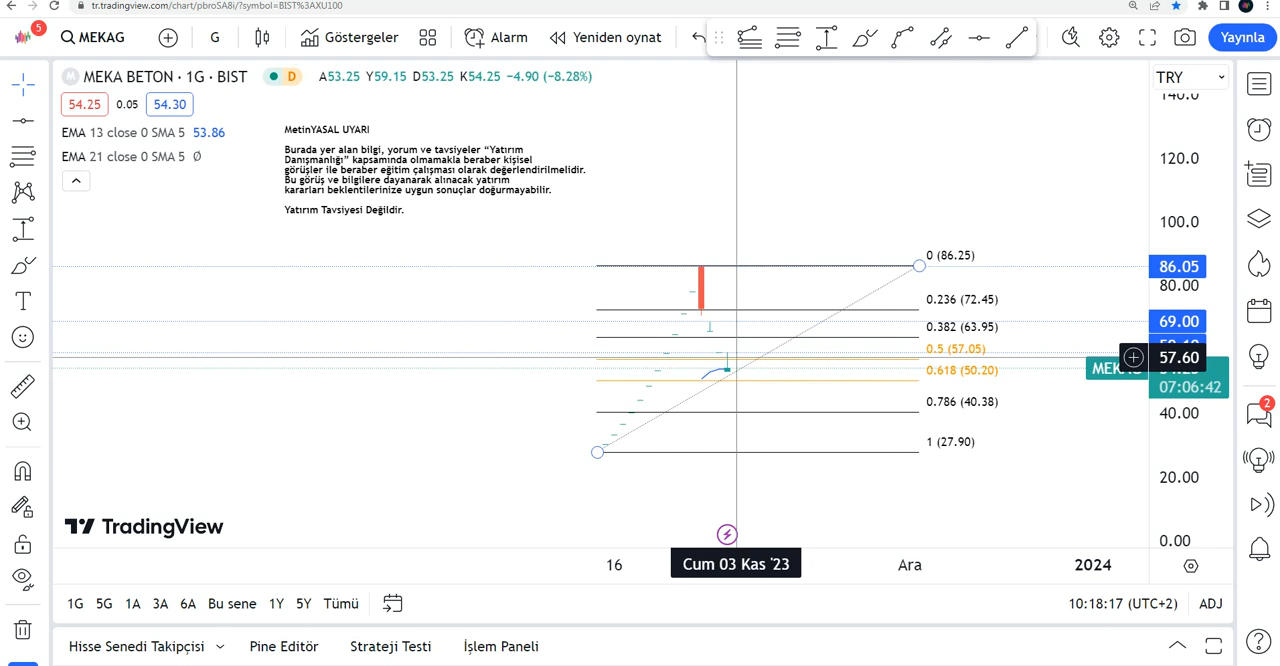 tr.tradingview.com/chart/pbroSA8i/?symbol=BIST%3AXU100
5
MEKAG
G
Göstergeler
Alarm
Yeniden oynat
Yayınla
M
MEKA BETON · 1G · BIST
D
A53.25 Y59.15 D53.25 K54.25 −4.90 (−8.28%)
TRY
54.25
0.05
54.30
EMA 13 close 0 SMA 5 53.86
EMA 21 close 0 SMA 5 Ø
MetinYASAL UYARI
Burada yer alan bilgi, yorum ve tavsiyeler “Yatırım
Danışmanlığı” kapsamında olmamakla beraber kişisel
görüşler ile beraber eğitim çalışması olarak değerlendirilmelidir.
Bu görüş ve bilgilere dayanarak alınacak yatırım
kararları beklentilerinize uygun sonuçlar doğurmayabilir.
Yatırım Tavsiyesi Değildir.
140.0
120.0
100.0
0 (86.25)
86.05
80.00
0.236 (72.45)
69.00
0.382 (63.95)
0.5 (57.05)
57.60
0.618 (50.20)
07:06:42
0.786 (40.38)
40.00
2
1 (27.90)
20.00
TradingView
0.00
16
Cum 03 Kas '23
Ara
2024
1G 5G 1A 3A 6A Bu sene 1Y 5Y Tümü
10:18:17 (UTC+2)
ADJ
Hisse Senedi Takipçisi
Pine Editör
Strateji Testi
İşlem Paneli